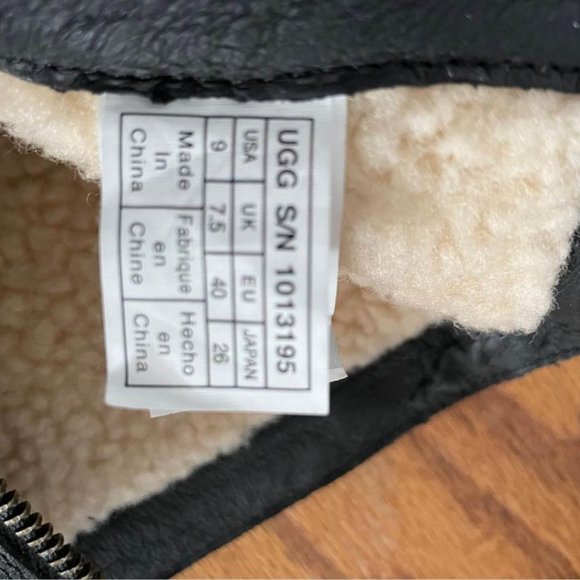 UGG S/N 1013195
USA UK EU JAPAN
9 7.5 40 26
Made Fabrique Hecho
In en en
China Chine China